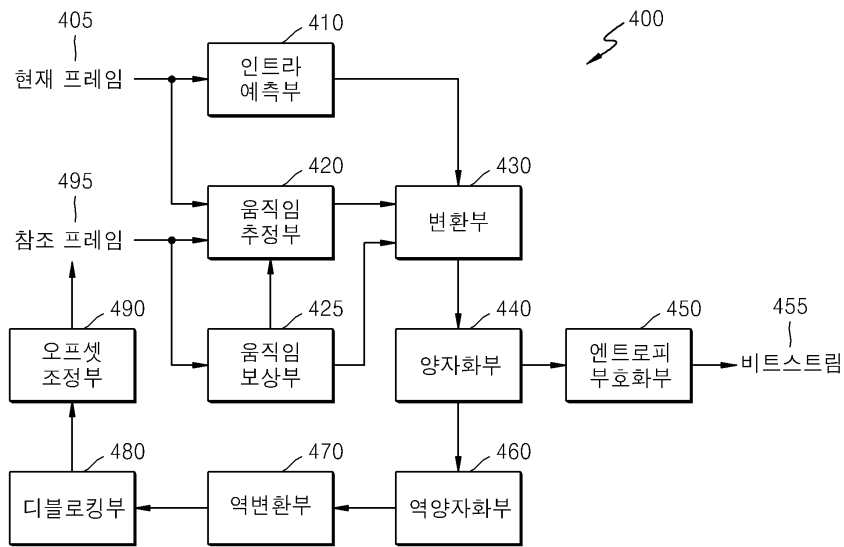 400
405
현재 프레임
410
인트라
예측부
495
참조 프레임
420
움직임
추정부
430
변환부
490
오프셋
조정부
425
움직임
보상부
440
양자화부
450
엔트로피
부호화부
455
비트스트림
480
디블로킹부
470
역변환부
460
역양자화부